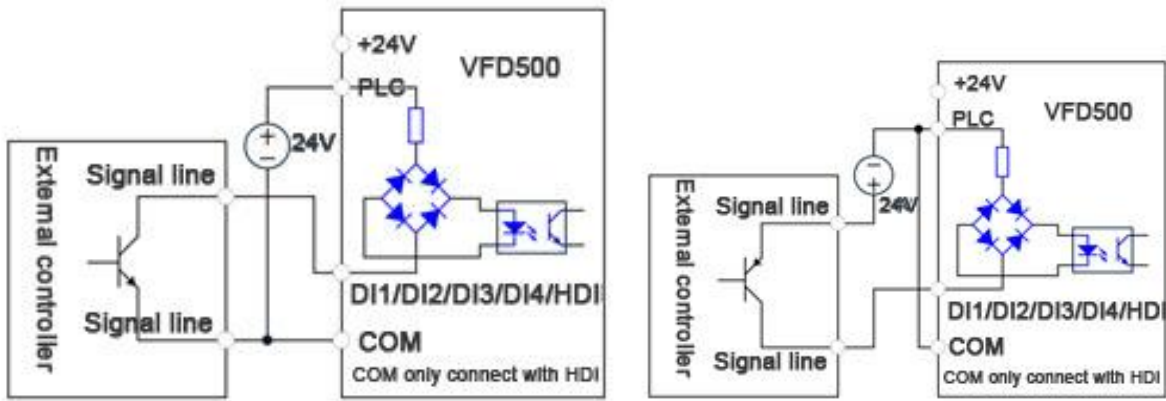 +24V
VFD500
PLC
+
−
24V
External controller
Signal line
Signal line
DI1/DI2/DI3/DI4/HDI
COM
COM only connect with HDI
+24V
VFD500
PLC
−
+
24V
External controller
Signal line
Signal line
DI1/DI2/DI3/DI4/HDI
COM
COM only connect with HDI